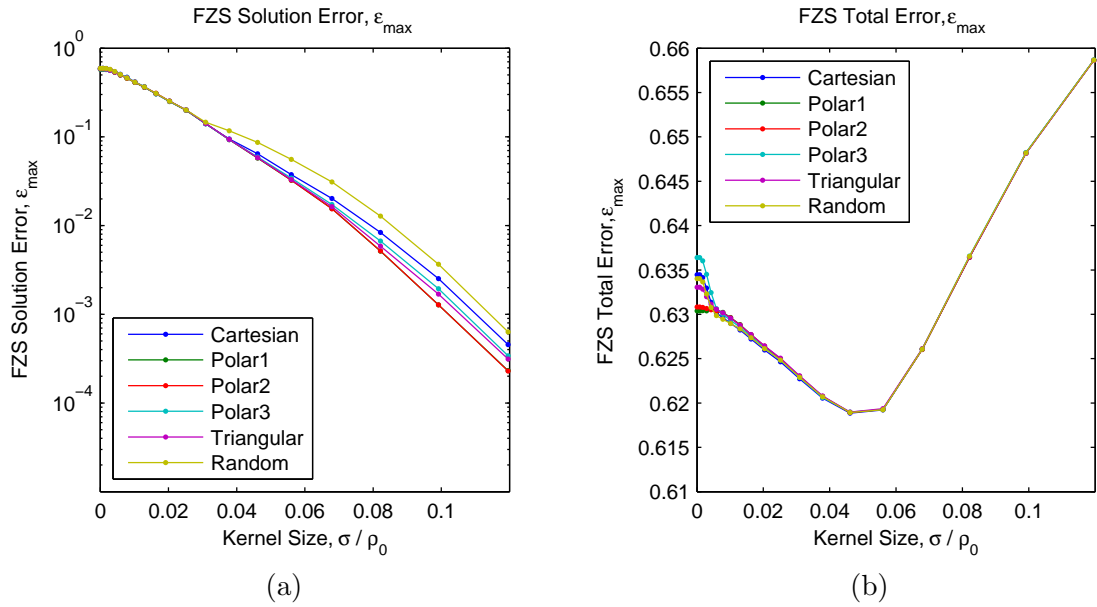 FZS Solution Error, ε_max
10^0
10^-1
10^-2
10^-3
10^-4
FZS Solution Error, ε_max
Cartesian
Polar1
Polar2
Polar3
Triangular
Random
0
0.02
0.04
0.06
0.08
0.1
Kernel Size, σ / ρ_0
(a)
FZS Total Error,ε_max
0.66
0.655
0.65
0.645
0.64
0.635
0.63
0.625
0.62
0.615
0.61
FZS Total Error,ε_max
Cartesian
Polar1
Polar2
Polar3
Triangular
Random
0
0.02
0.04
0.06
0.08
0.1
Kernel Size, σ / ρ_0
(b)